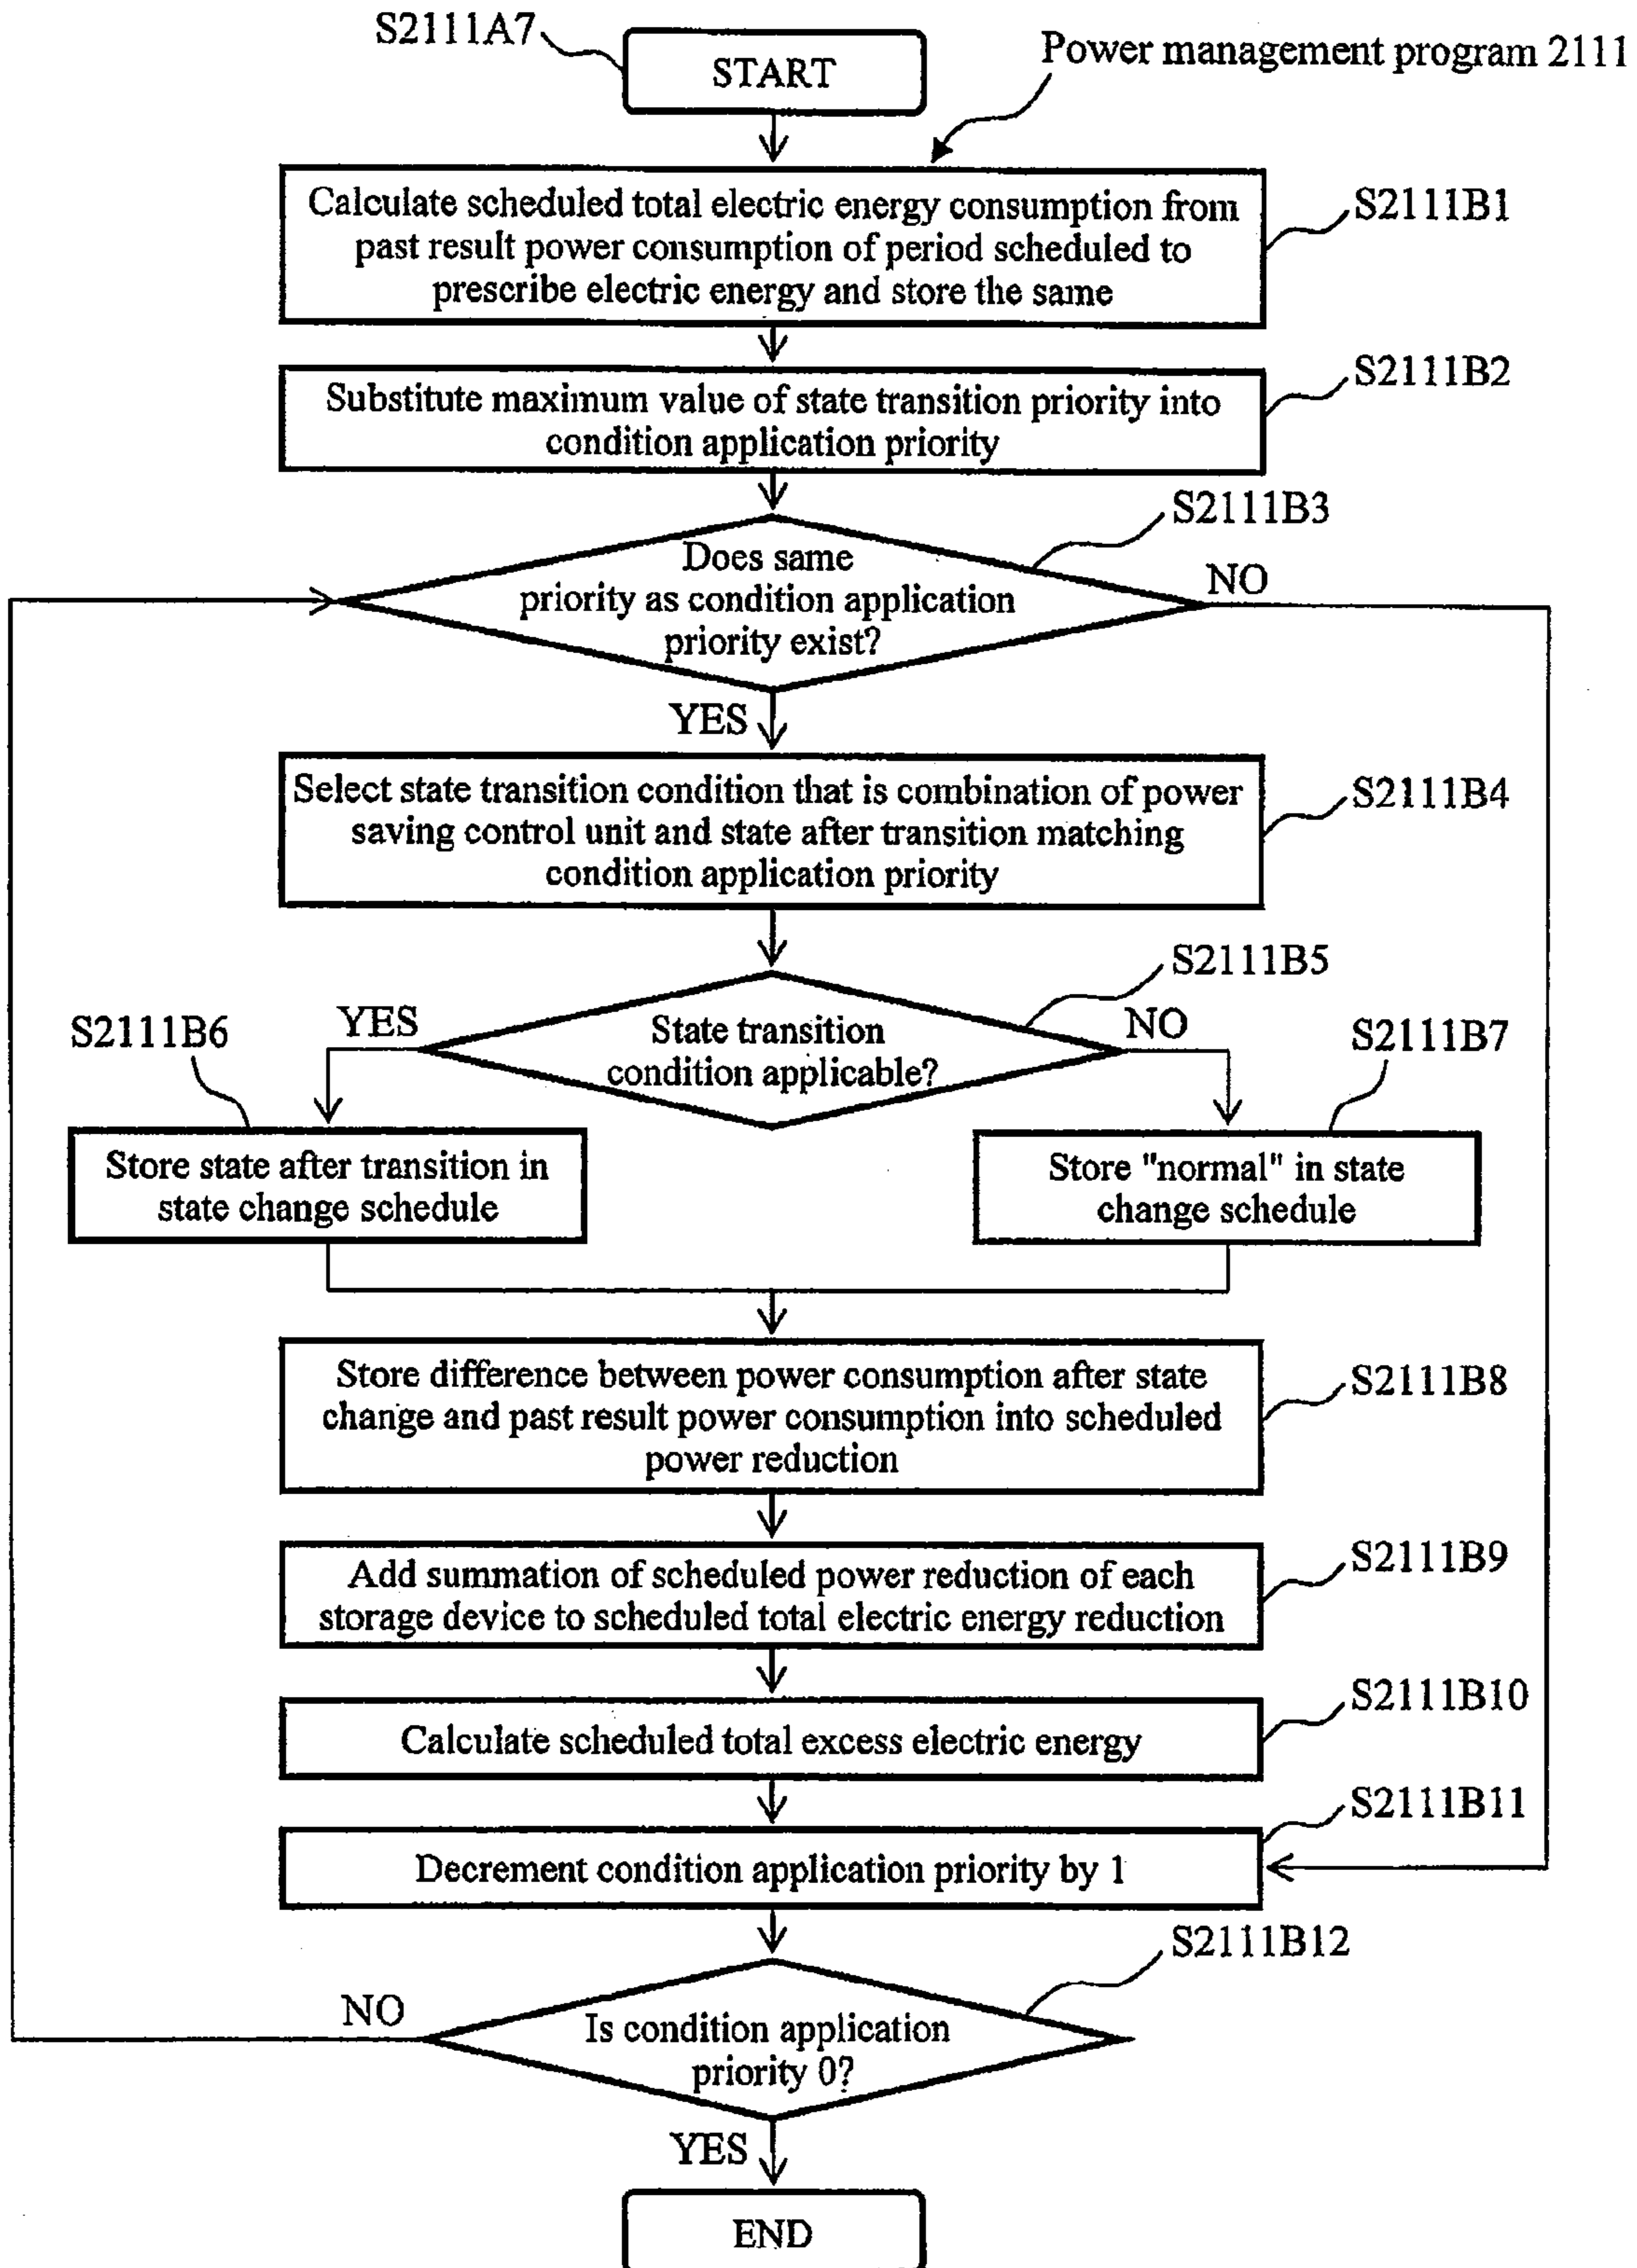 S2111A7
START
Power management program 2111
Calculate scheduled total electric energy consumption from
past result power consumption of period scheduled to
prescribe electric energy and store the same
S2111B1
Substitute maximum value of state transition priority into
condition application priority
S2111B2
S2111B3
Does same
priority as condition application
priority exist?
NO
YES
Select state transition condition that is combination of power
saving control unit and state after transition matching
condition application priority
S2111B4
S2111B5
State transition
condition applicable?
YES
NO
S2111B6
S2111B7
Store state after transition in
state change schedule
Store "normal" in state
change schedule
Store difference between power consumption after state
change and past result power consumption into scheduled
power reduction
S2111B8
Add summation of scheduled power reduction of each
storage device to scheduled total electric energy reduction
S2111B9
Calculate scheduled total excess electric energy
S2111B10
Decrement condition application priority by 1
S2111B11
S2111B12
Is condition application
priority 0?
NO
YES
END